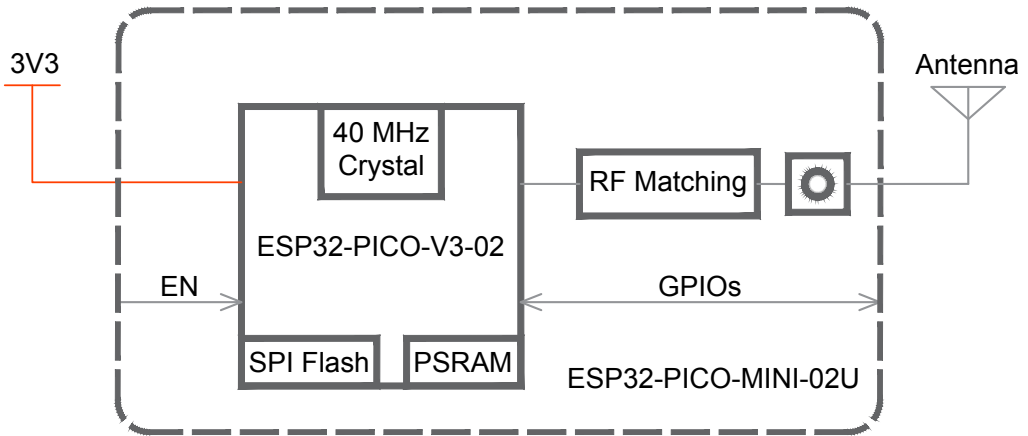 3V3
Antenna
40 MHz
Crystal
RF Matching
ESP32-PICO-V3-02
EN
GPIOs
SPI Flash
PSRAM
ESP32-PICO-MINI-02U